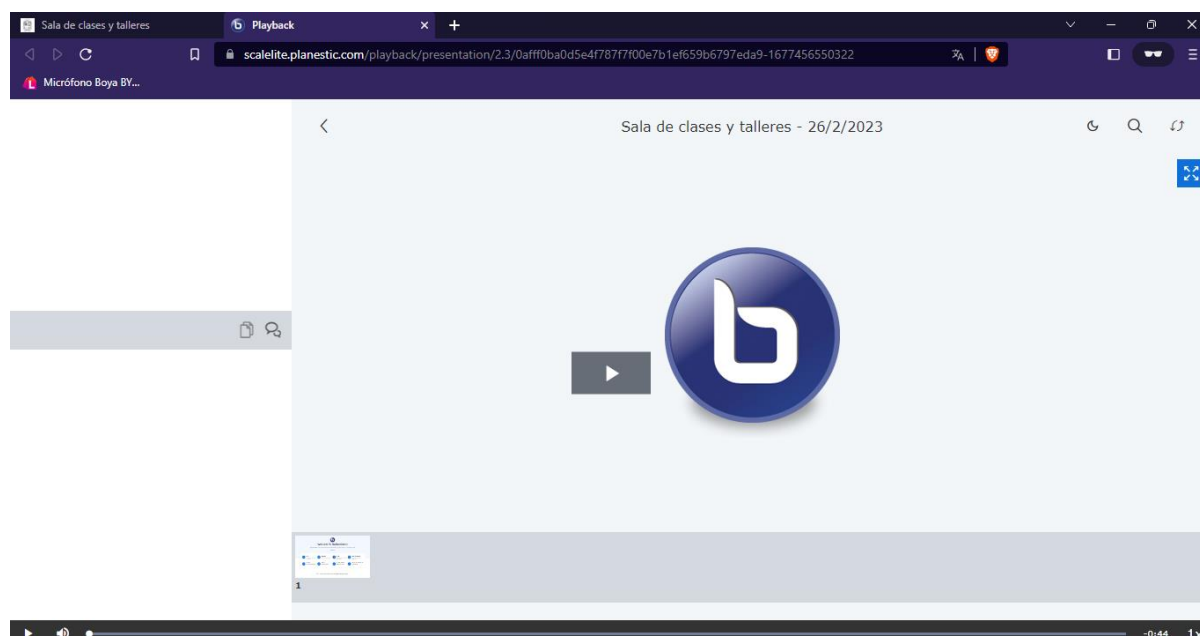 Sala de clases y talleres
Playback
scalelite.planestic.com/playback/presentation/2.3/0afff0ba0d5e4f787f7f00e7b1ef659b6797eda9-1677456550322
Micrófono Boya BY...
Sala de clases y talleres - 26/2/2023
1
-0:44